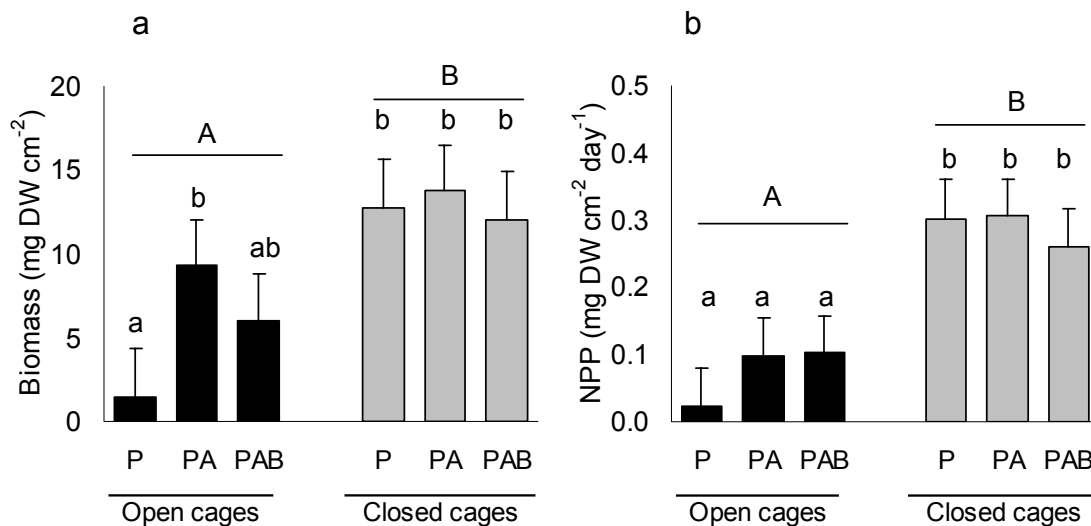 a
Biomass (mg DW cm⁻²)
20
15
10
5
0
A
B
a
b
ab
b
b
b
P
PA
PAB
P
PA
PAB
Open cages
Closed cages
b
NPP (mg DW cm⁻² day⁻¹)
0.5
0.4
0.3
0.2
0.1
0.0
A
B
a
a
a
b
b
b
P
PA
PAB
P
PA
PAB
Open cages
Closed cages